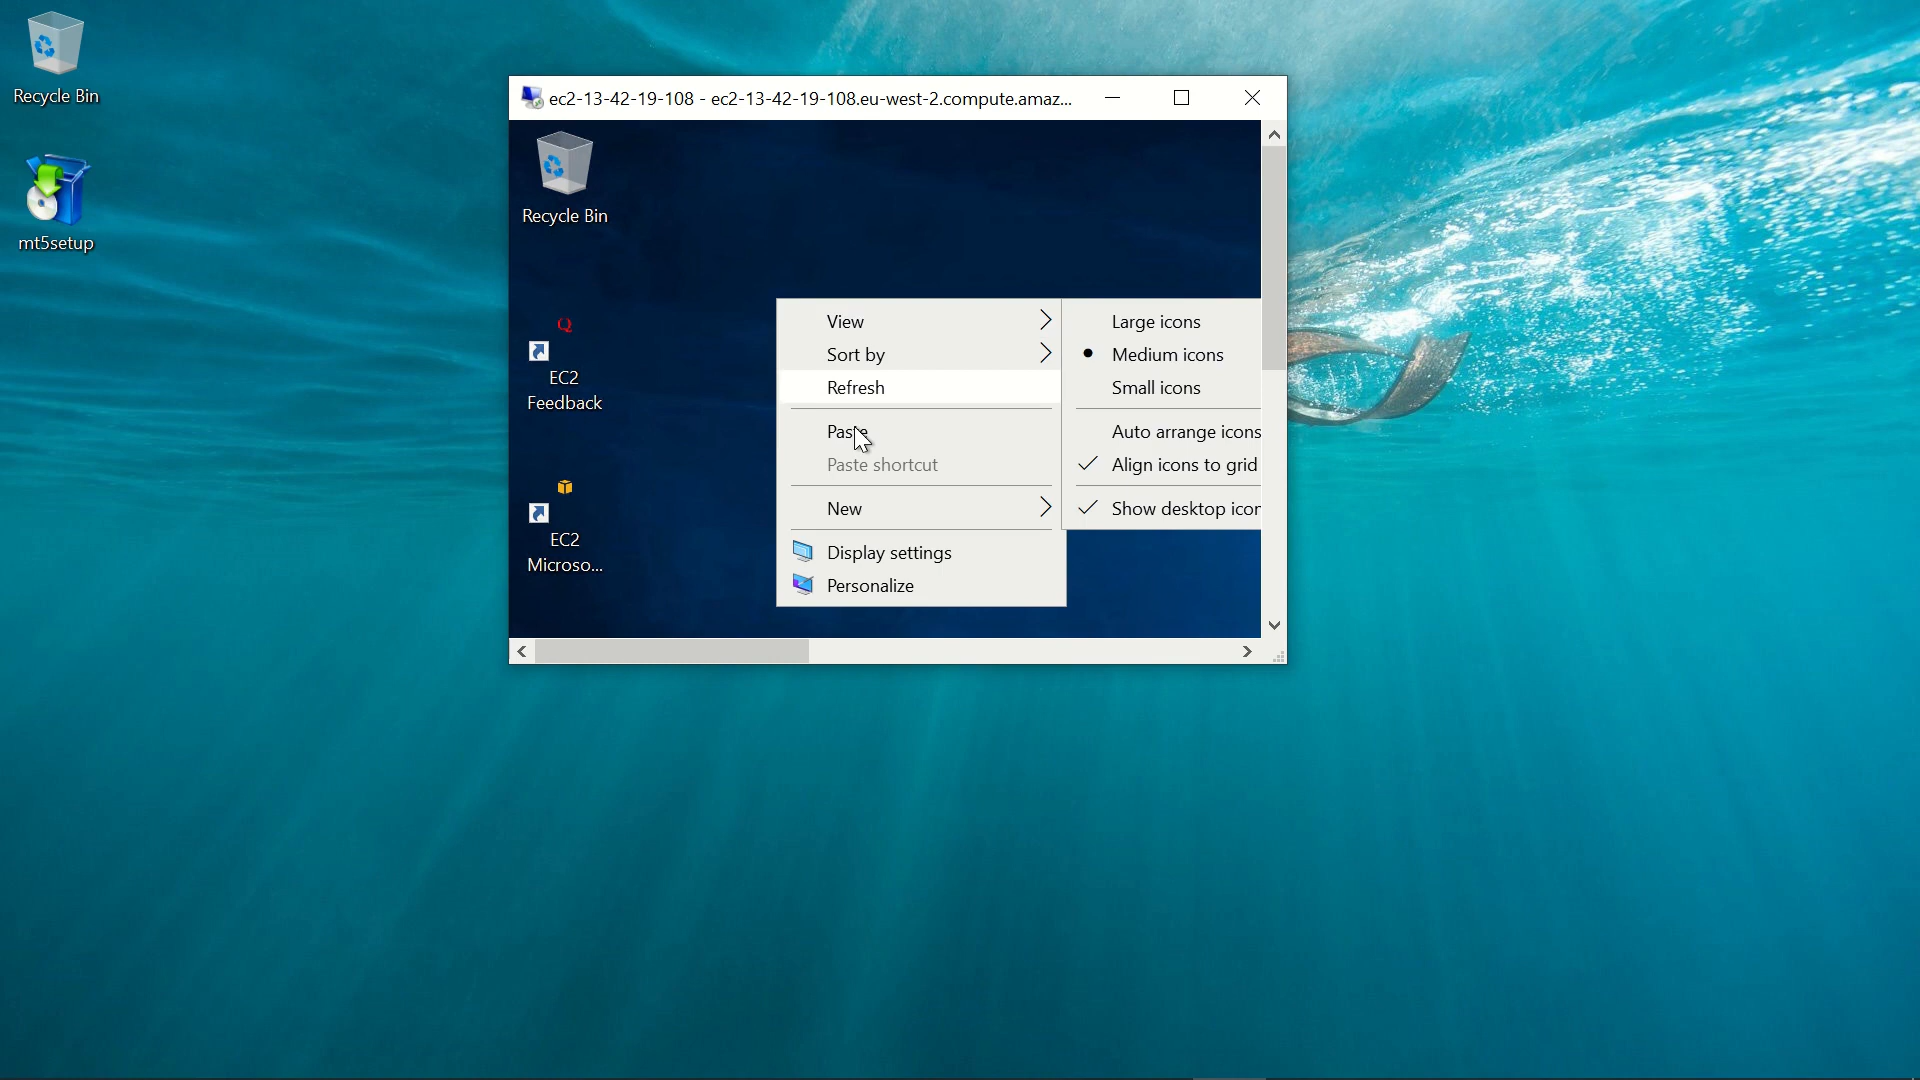 Recycle Bin
mt5setup
ec2-13-42-19-108 - ec2-13-42-19-108.eu-west-2.compute.amaz...
Recycle Bin
Q
EC2
Feedback
EC2
Microso...
View
Sort by
Refresh
Paste
Paste shortcut
New
Display settings
Personalize
Large icons
Medium icons
Small icons
Auto arrange icons
Align icons to grid
Show desktop icon